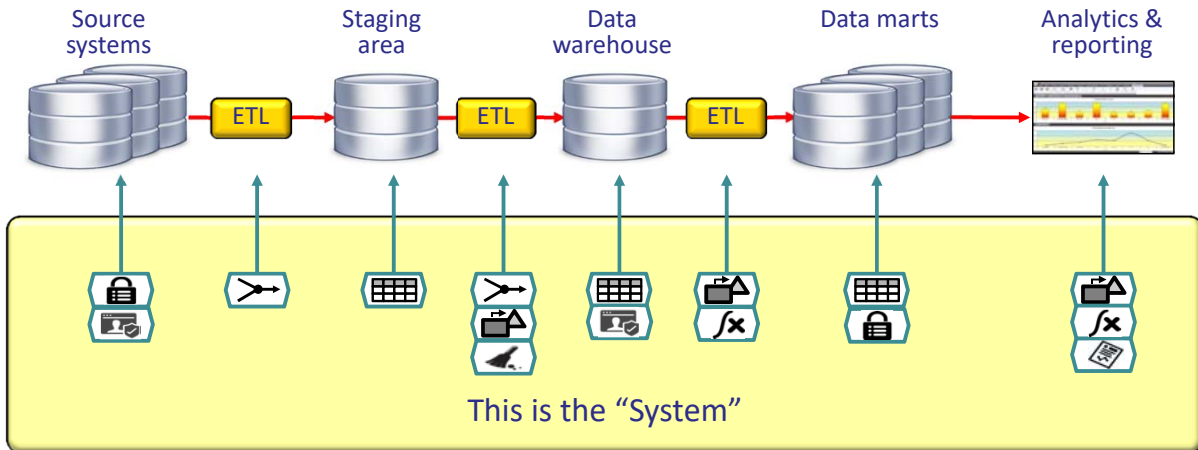 Source
systems
Staging
area
Data
warehouse
Data marts
Analytics &
reporting
ETL
ETL
ETL
∫x
∫x
This is the “System”